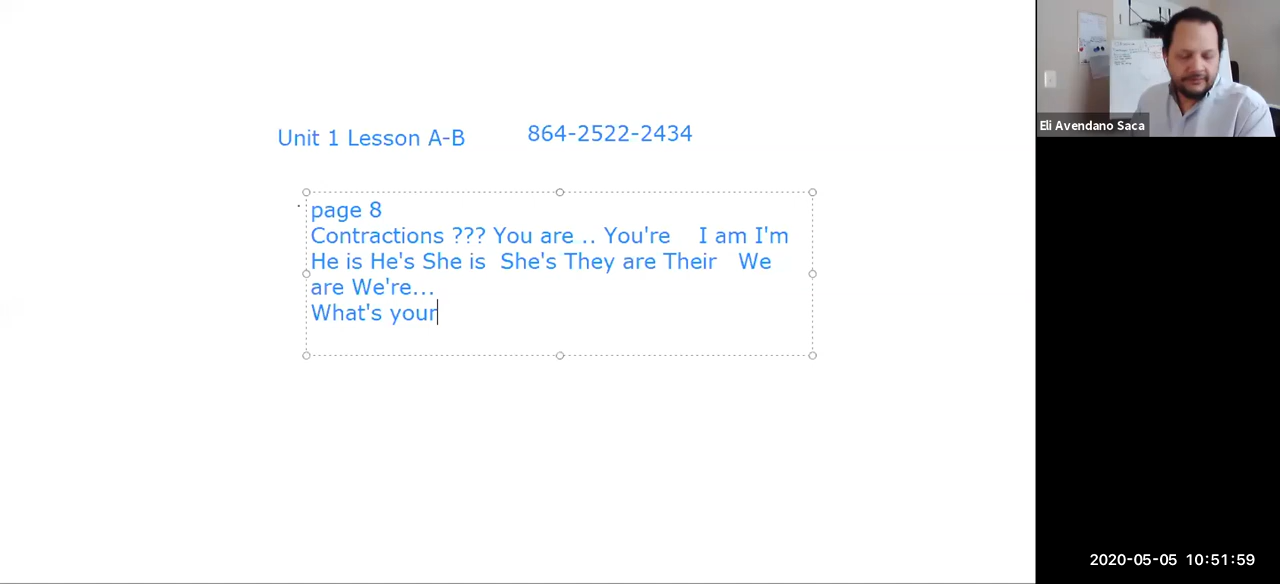 Unit 1 Lesson A-B
864-2522-2434
page 8
Contractions ??? You are .. You're I am I'm
He is He's She is She's They are Their We
are We're...
What's your
Eli Avendano Saca
2020-05-05 10:51:59